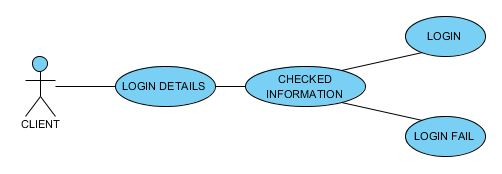 LOGIN
CHECKED
INFORMATION
LOGIN DETAILS
CLIENT
LOGIN FAIL